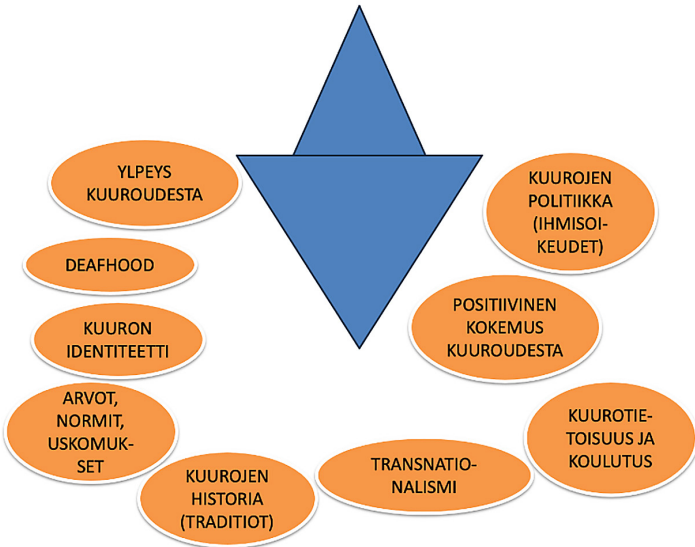 YLPEYS
KUUROUDESTA
DEAFHOOD
KUURON
IDENTITEETTI
ARVOT,
NORMIT,
USKOMUK-
SET
KUUROJEN
HISTORIA
(TRADITIOT)
TRANSNATIO-
NALISMI
KUUROTIE-
TOISUUS JA
KOULUTUS
POSITIIVINEN
KOKEMUS
KUUROUDESTA
KUUROJEN
POLITIIKKA
(IHMISOI-
KEUDET)